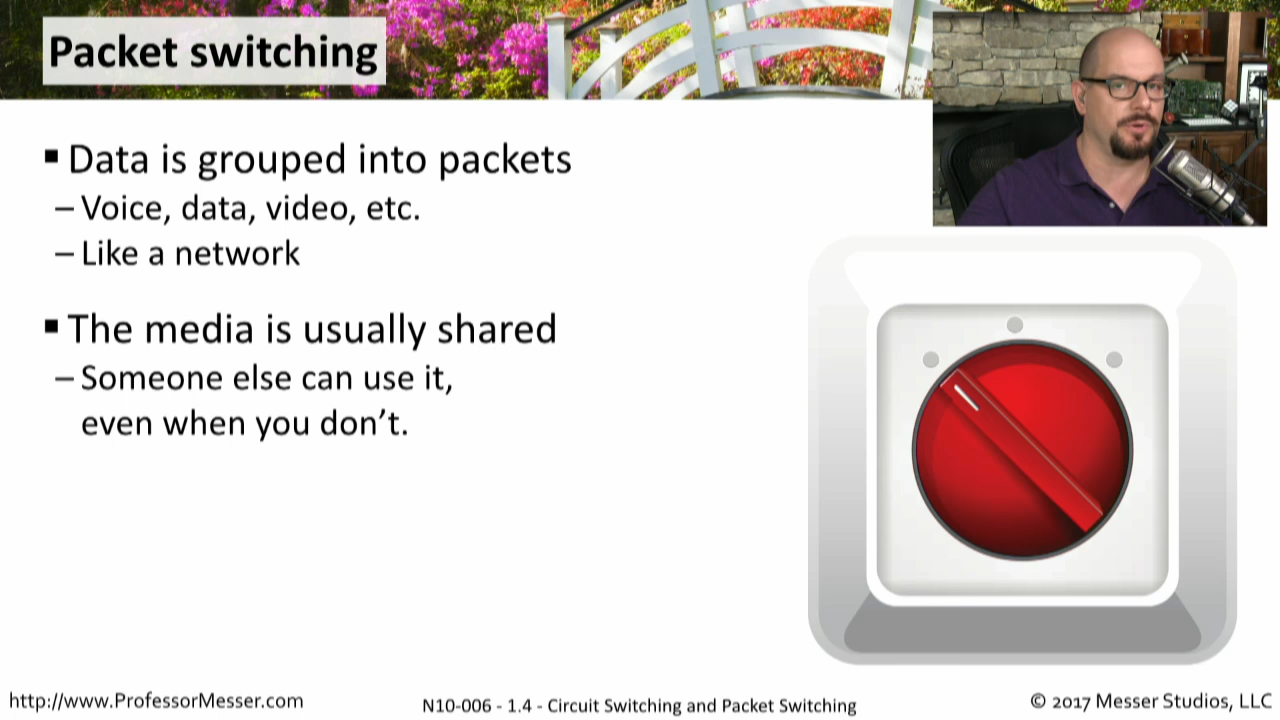 Packet switching
▪ Data is grouped into packets
– Voice, data, video, etc.
– Like a network
▪ The media is usually shared
– Someone else can use it,
even when you don’t.
http://www.ProfessorMesser.com
N10-006 - 1.4 - Circuit Switching and Packet Switching
© 2017 Messer Studios, LLC